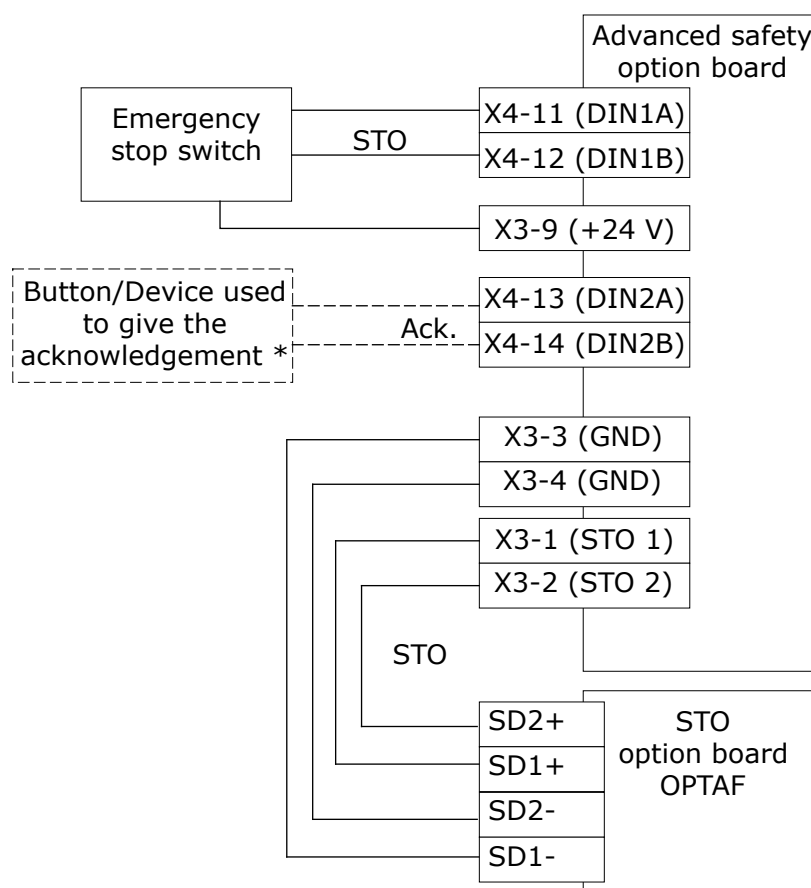 Advanced safety
option board
Emergency
stop switch
STO
X4-11 (DIN1A)
X4-12 (DIN1B)
X3-9 (+24 V)
Button/Device used
to give the
acknowledgement *
Ack.
X4-13 (DIN2A)
X4-14 (DIN2B)
X3-3 (GND)
X3-4 (GND)
X3-1 (STO 1)
X3-2 (STO 2)
STO
SD2+
SD1+
SD2-
SD1-
STO
option board
OPTAF